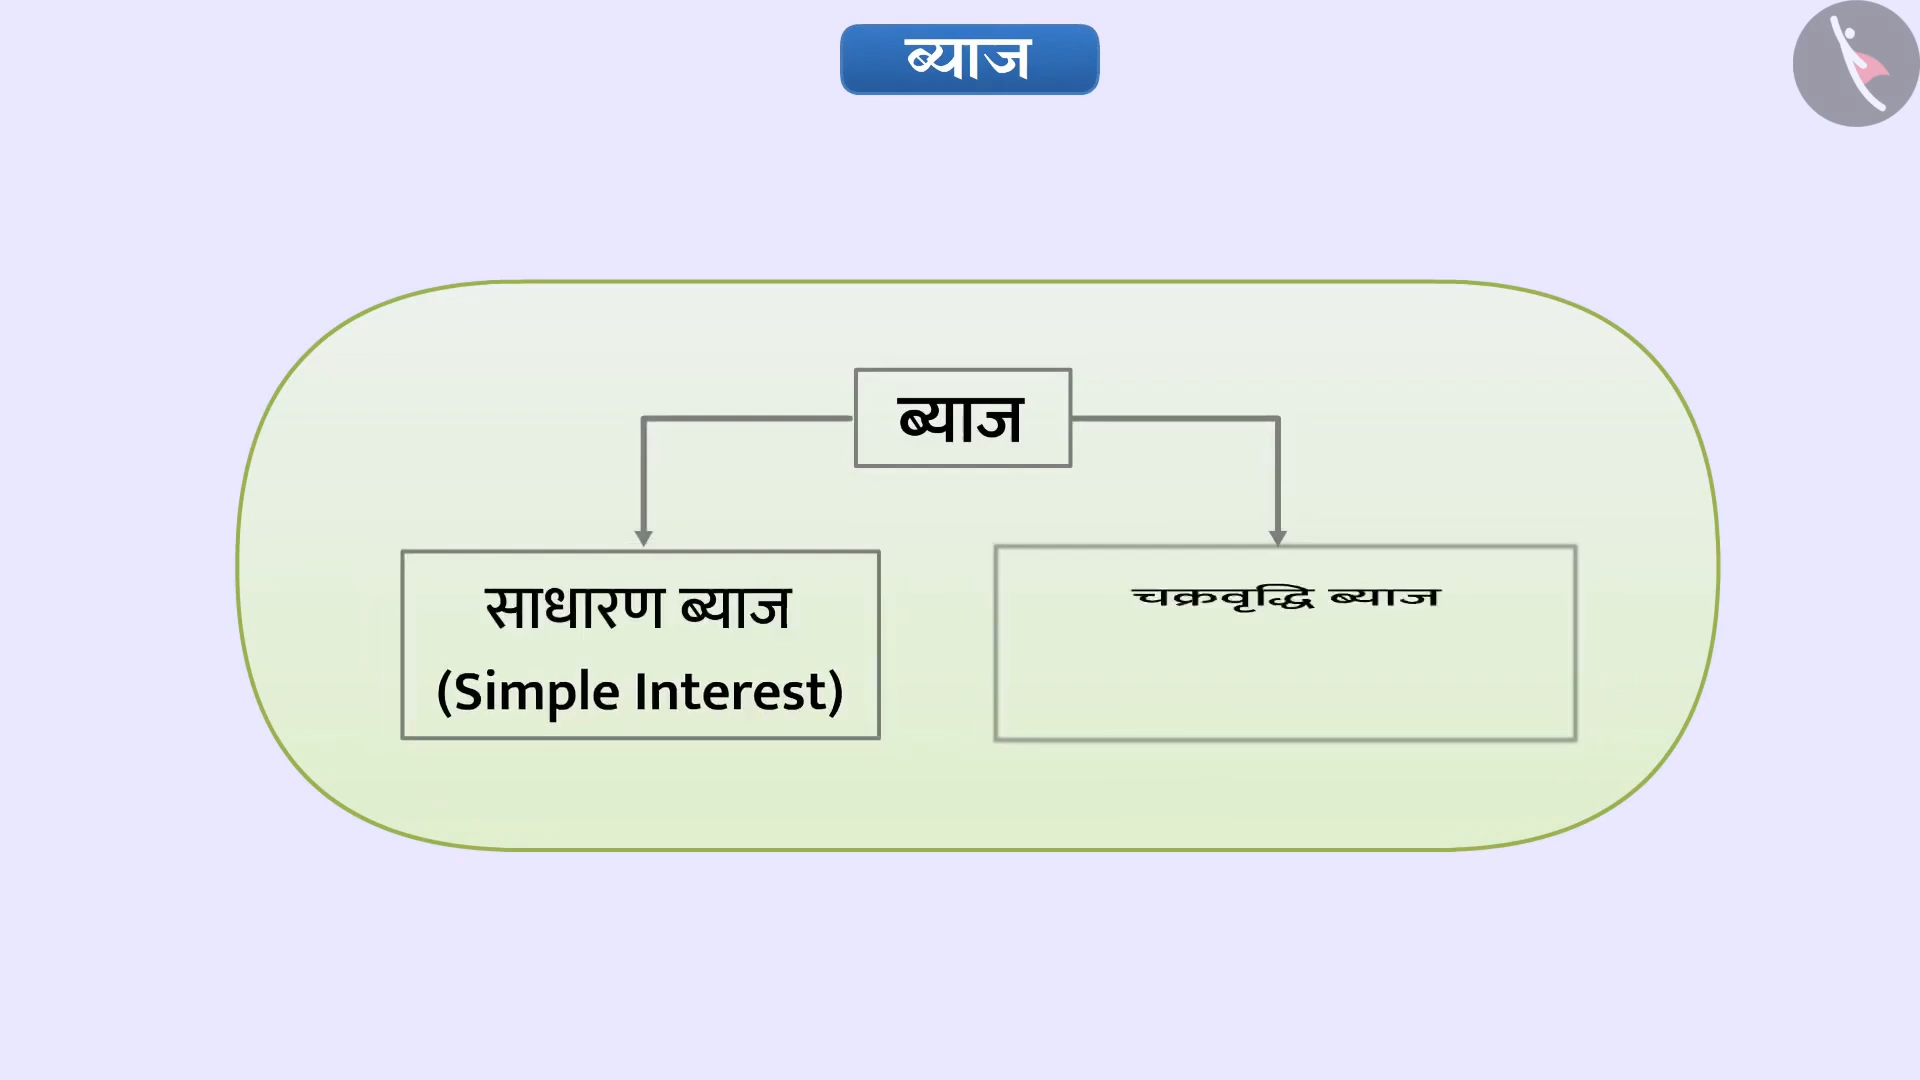 ब्याज
ब्याज
साधारण ब्याज
(Simple Interest)
चक्रवृद्धि ब्याज